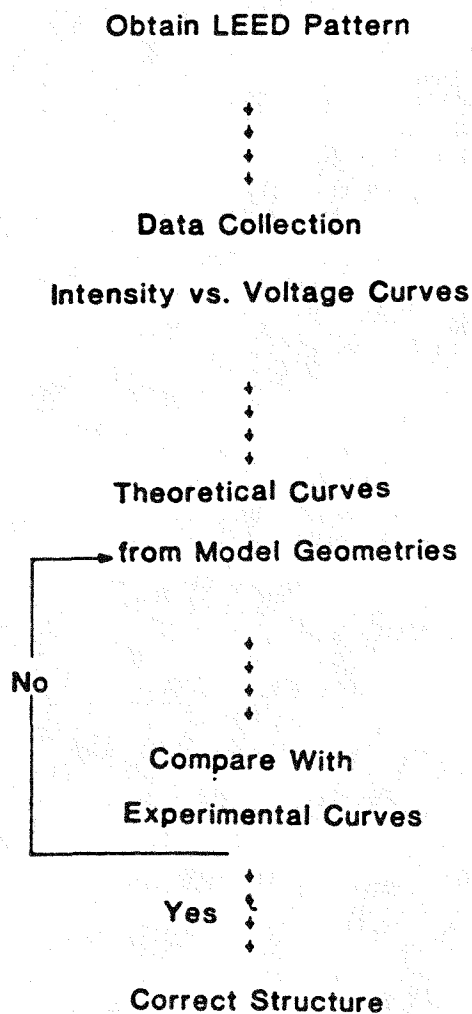 Obtain LEED Pattern
Data Collection
Intensity vs. Voltage Curves
Theoretical Curves
from Model Geometries
No
Compare With
Experimental Curves
Yes
Correct Structure